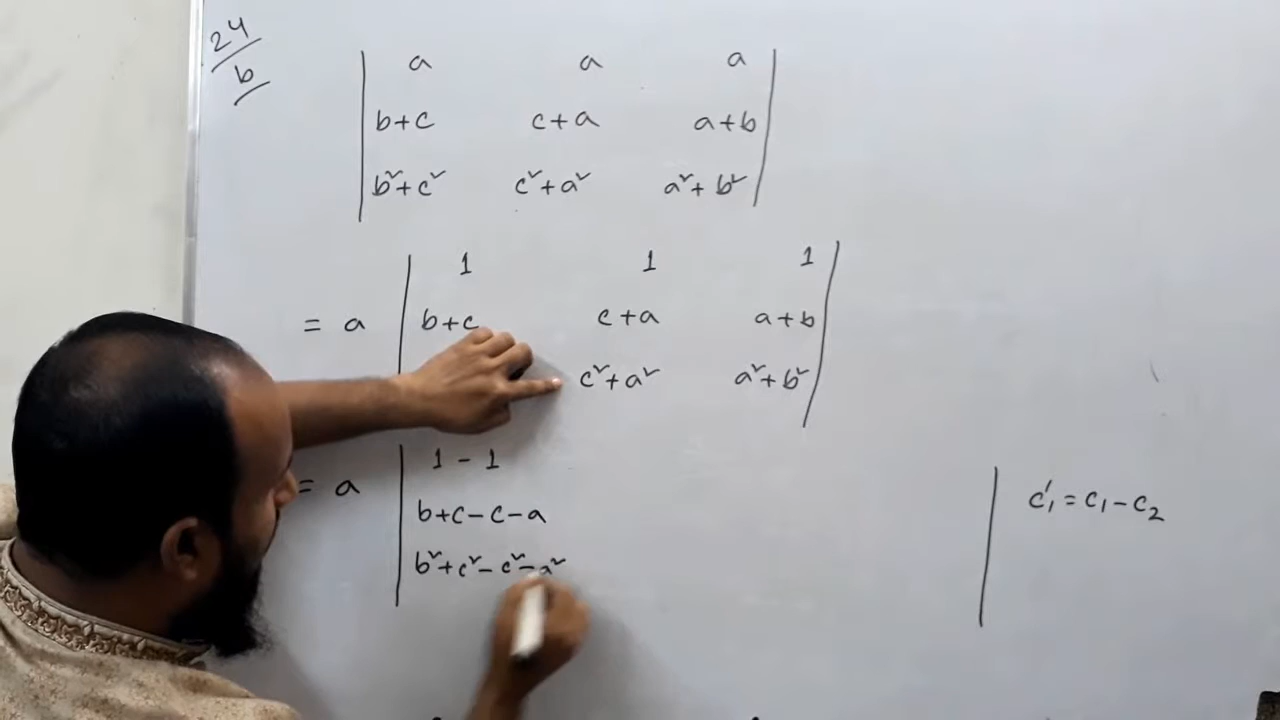 24/b
| a a a |
| b+c c+a a+b |
| b²+c² c²+a² a²+b² |
| 1 1 1 |
= a | b+c c+a a+b |
| c²+a² a²+b² |
| 1 - 1
= a | b+c-c-a | c₁' = c₁ - c₂
| b²+c²-c²-a²